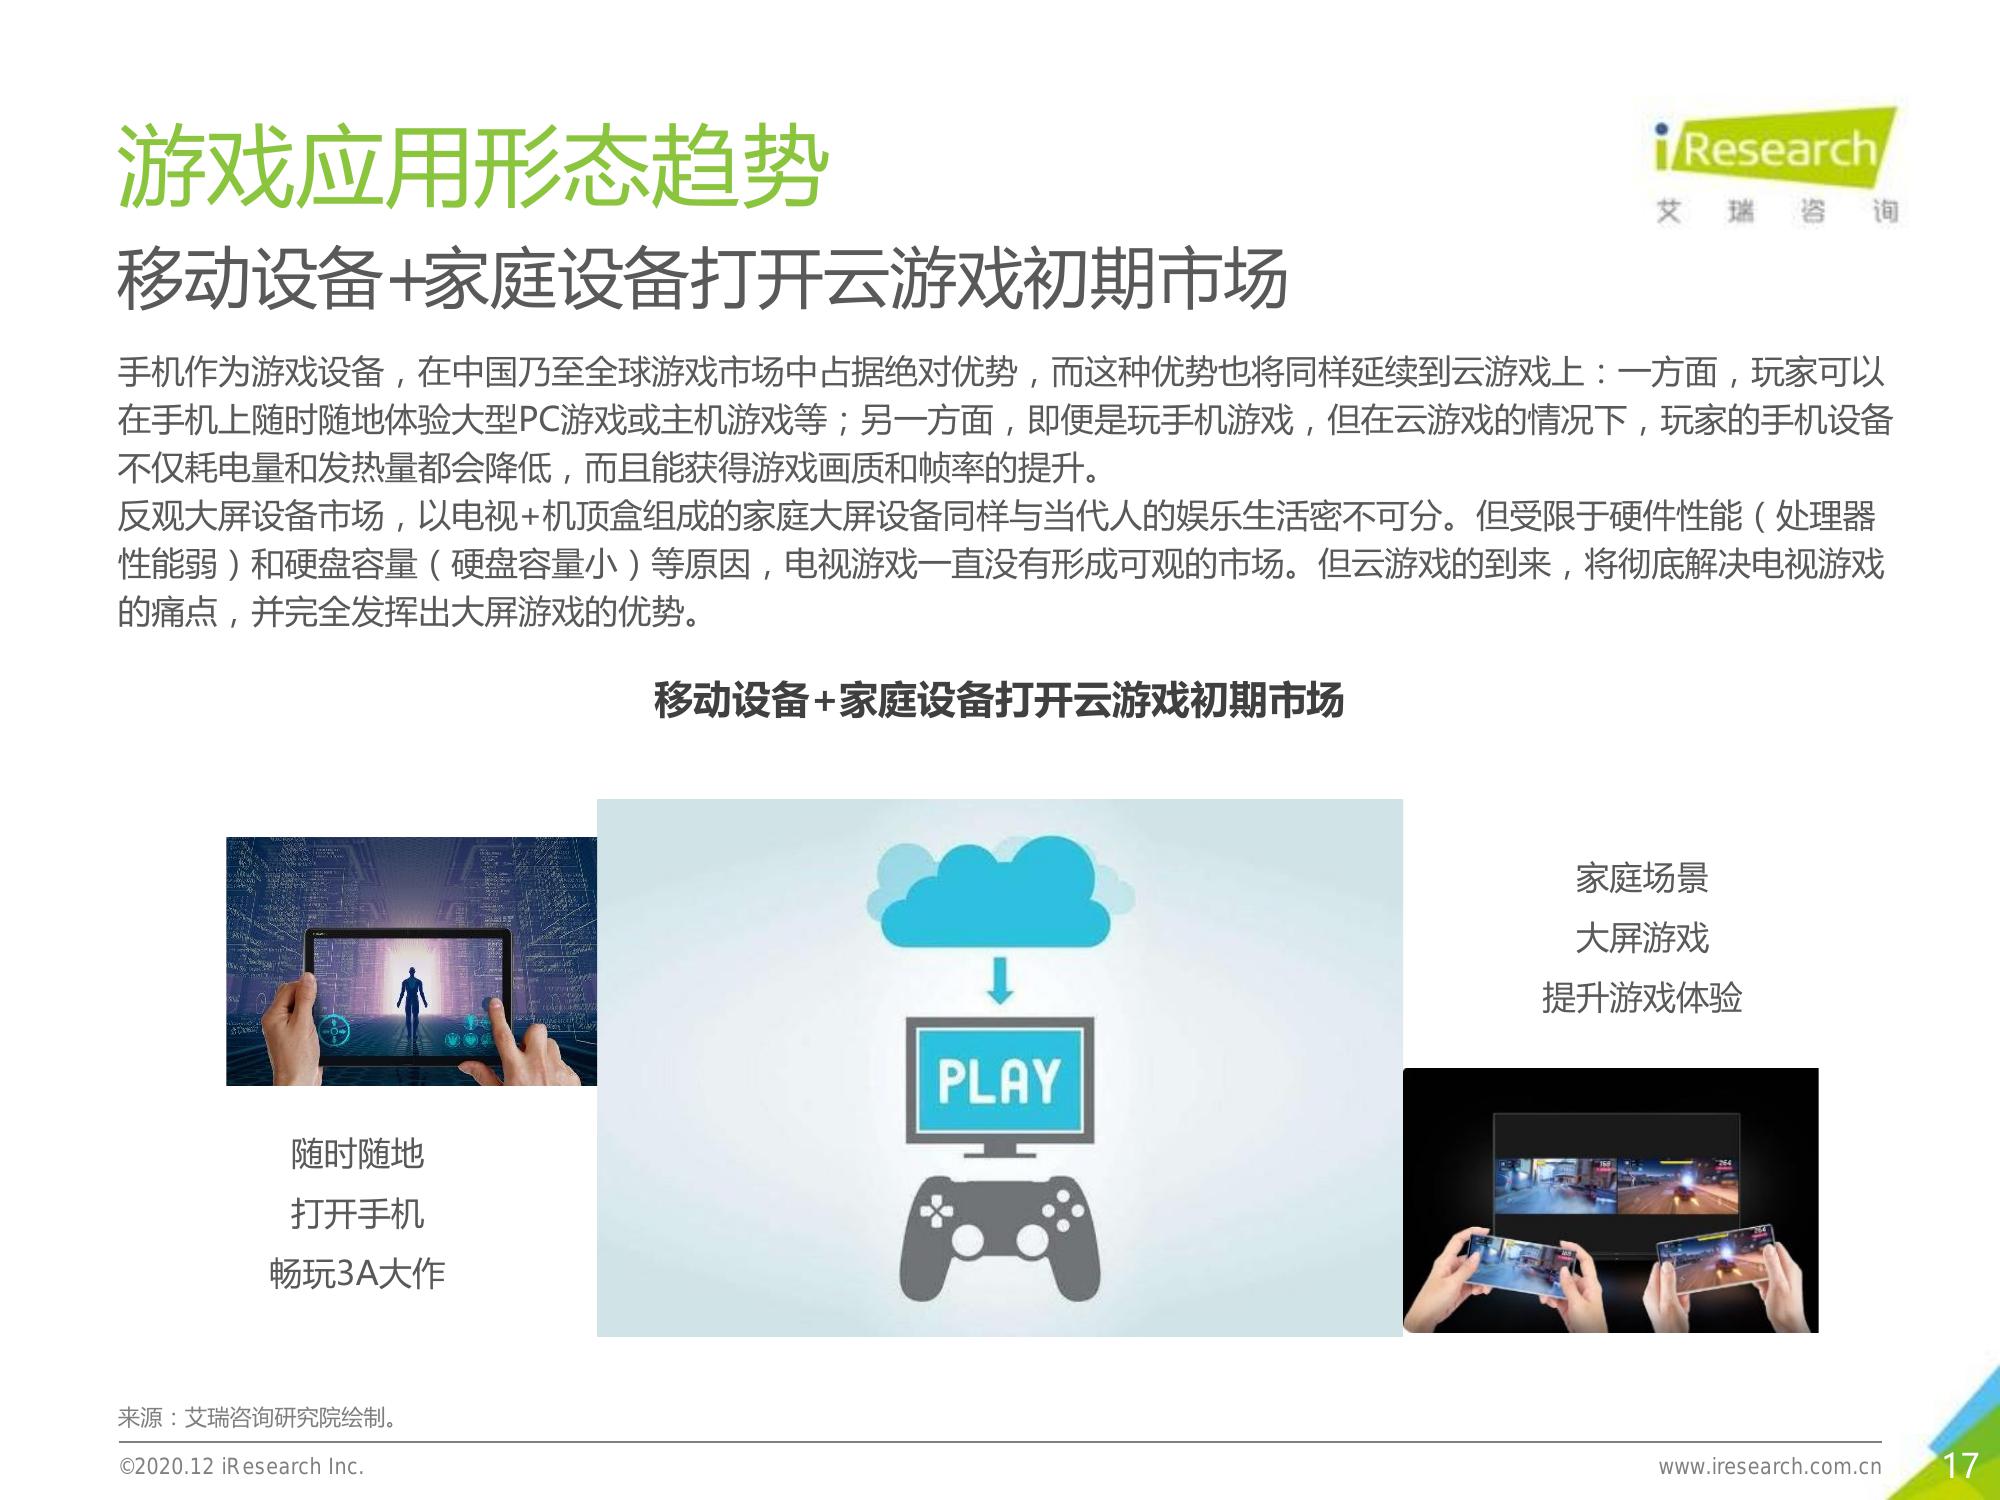 游戏应用形态趋势
iResearch
艾瑞咨询
移动设备+家庭设备打开云游戏初期市场
手机作为游戏设备，在中国乃至全球游戏市场中占据绝对优势，而这种优势也将同样延续到云游戏上：一方面，玩家可以
在手机上随时随地体验大型PC游戏或主机游戏等；另一方面，即便是玩手机游戏，但在云游戏的情况下，玩家的手机设备
不仅耗电量和发热量都会降低，而且能获得游戏画质和帧率的提升。
反观大屏设备市场，以电视+机顶盒组成的家庭大屏设备同样与当代人的娱乐生活密不可分。但受限于硬件性能（处理器
性能弱）和硬盘容量（硬盘容量小）等原因，电视游戏一直没有形成可观的市场。但云游戏的到来，将彻底解决电视游戏
的痛点，并完全发挥出大屏游戏的优势。
移动设备+家庭设备打开云游戏初期市场
PLAY
随时随地
打开手机
畅玩3A大作
家庭场景
大屏游戏
提升游戏体验
来源：艾瑞咨询研究院绘制。
©2020.12 iResearch Inc.
www.iresearch.com.cn
17